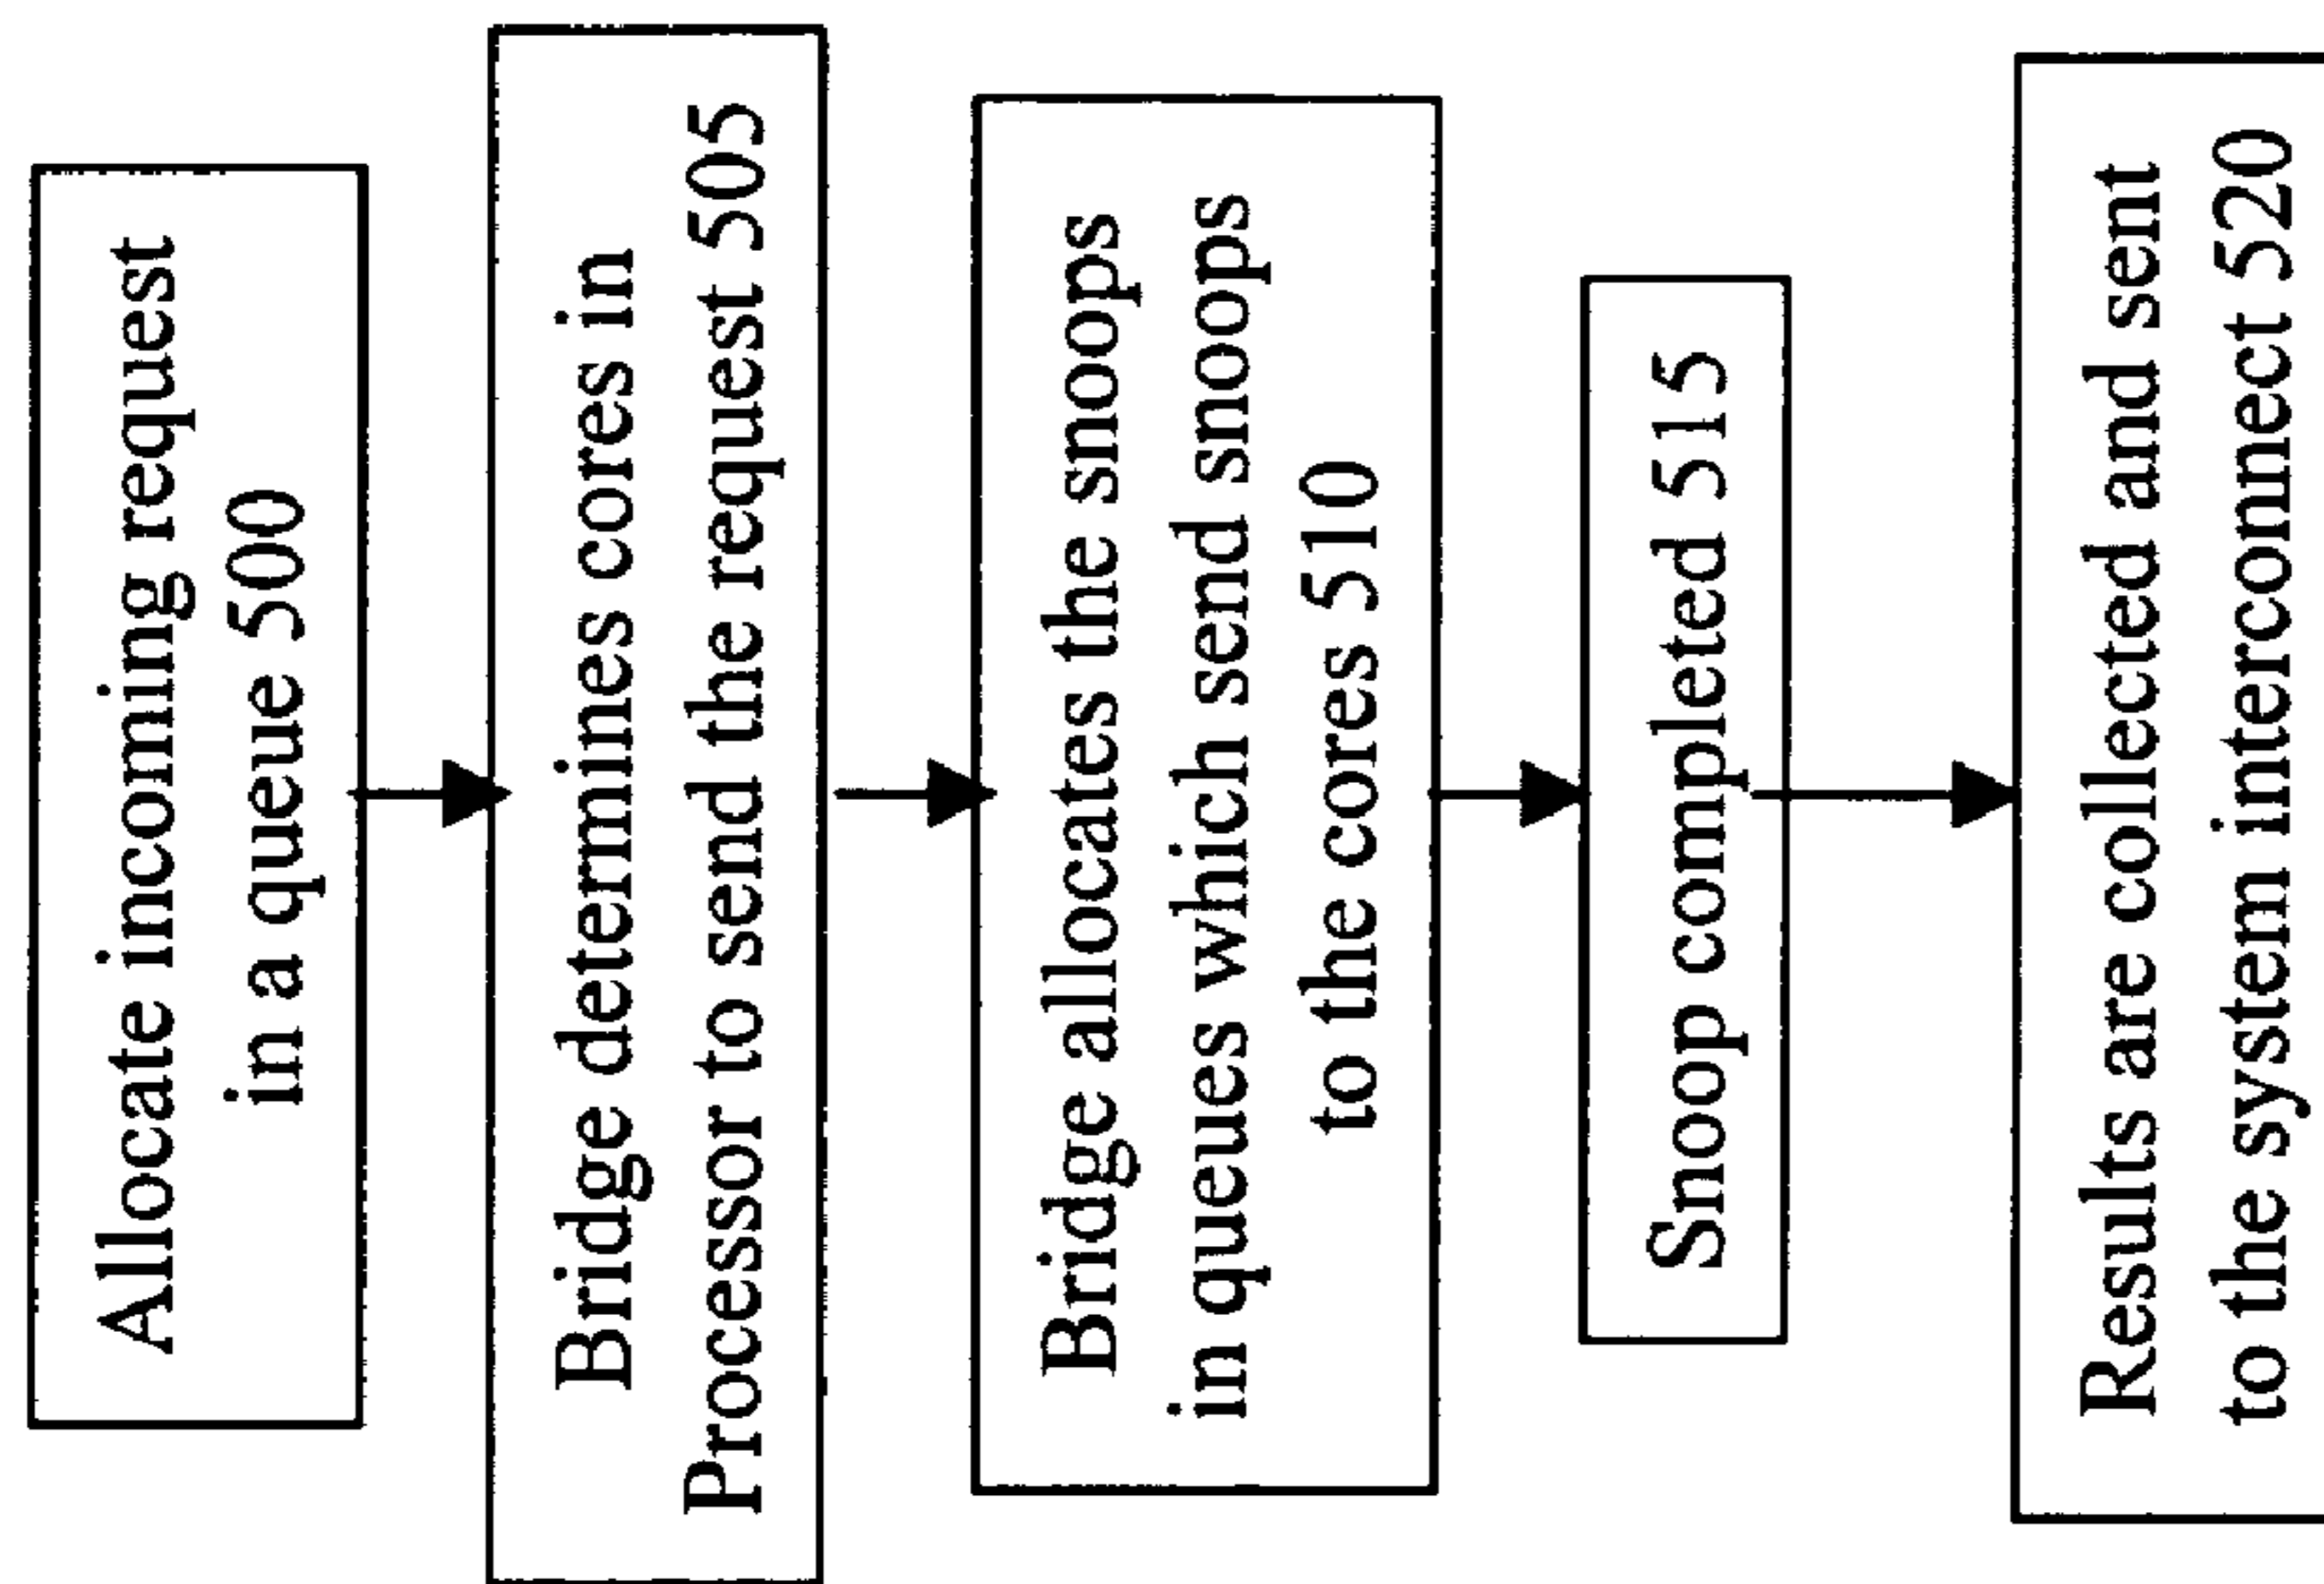 Allocate incoming request
in a queue 500
Bridge determines cores in
Processor to send the request 505
Bridge allocates the snoops
in queues which send snoops
to the cores 510
Snoop completed 515
Results are collected and sent
to the system interconnect 520